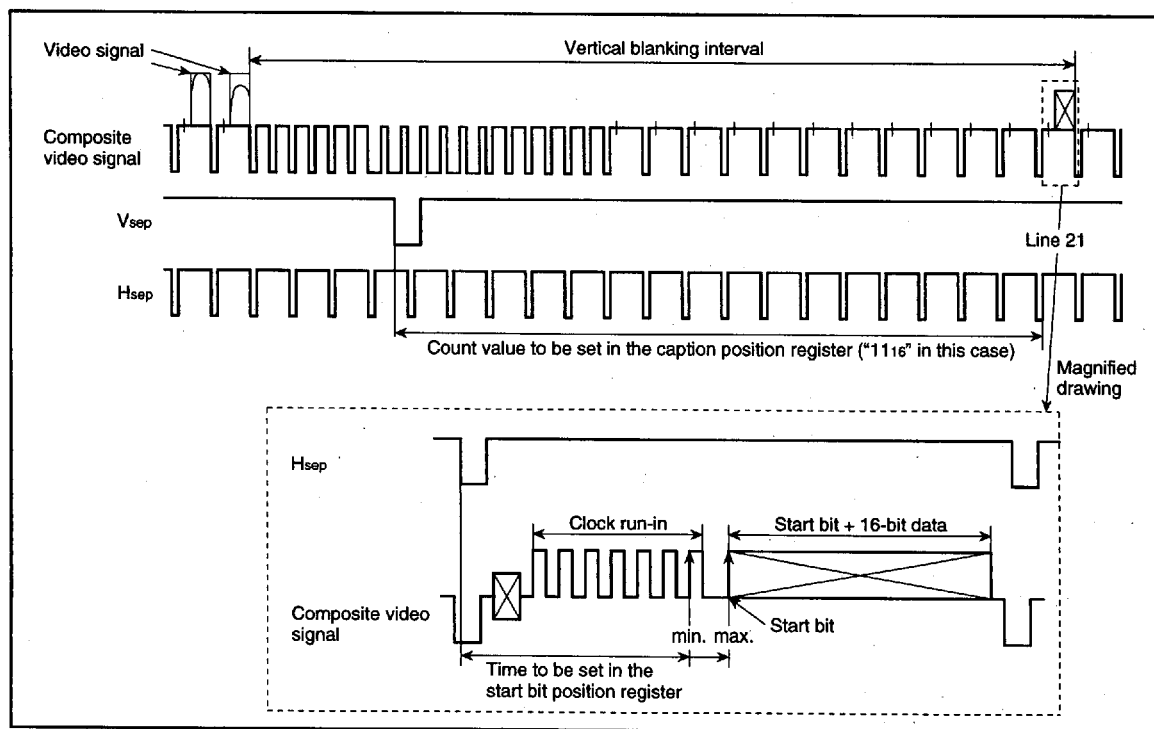 Video signal
Vertical blanking interval
Composite
video signal
Vsep
Line 21
Hsep
Count value to be set in the caption position register (“1116” in this case)
Magnified
drawing
Hsep
Clock run-in
Start bit + 16-bit data
Composite video
signal
min. max.
Start bit
Time to be set in the
start bit position register